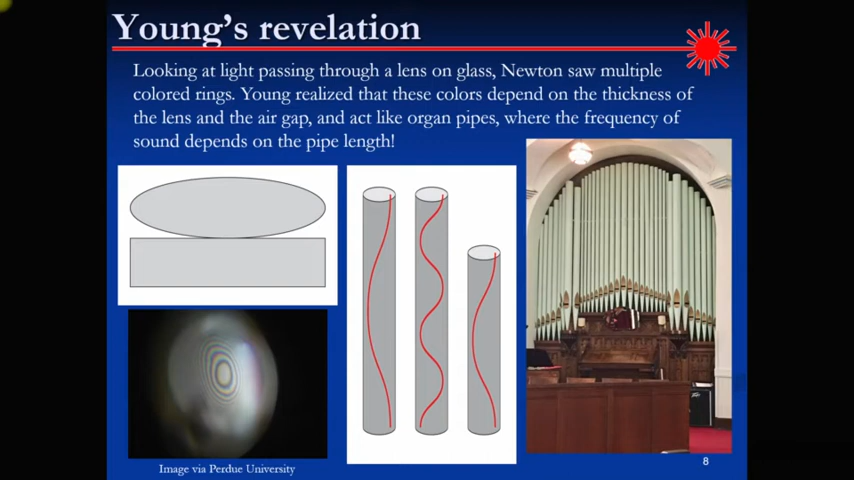 Young's revelation
Looking at light passing through a lens on glass, Newton saw multiple
colored rings. Young realized that these colors depend on the thickness of
the lens and the air gap, and act like organ pipes, where the frequency of
sound depends on the pipe length!
Image via Perdue University
8